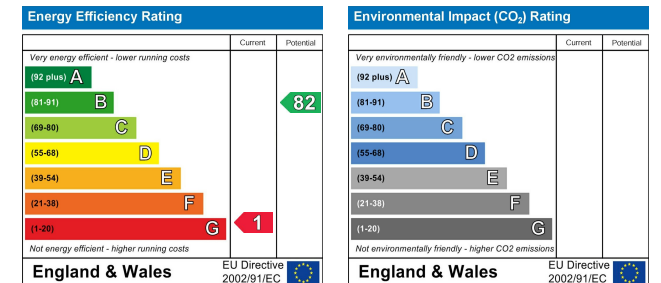 Energy Efficiency Rating
Current Potential
Very energy efficient - lower running costs
(92 plus) A
(81-91) B
82
(69-80) C
(55-68) D
(39-54) E
(21-38) F
(1-20) G
1
Not energy efficient - higher running costs
England & Wales
EU Directive
2002/91/EC
Environmental Impact (CO₂) Rating
Current Potential
Very environmentally friendly - lower CO2 emissions
(92 plus) A
(81-91) B
(69-80) C
(55-68) D
(39-54) E
(21-38) F
(1-20) G
Not environmentally friendly - higher CO2 emissions
England & Wales
EU Directive
2002/91/EC